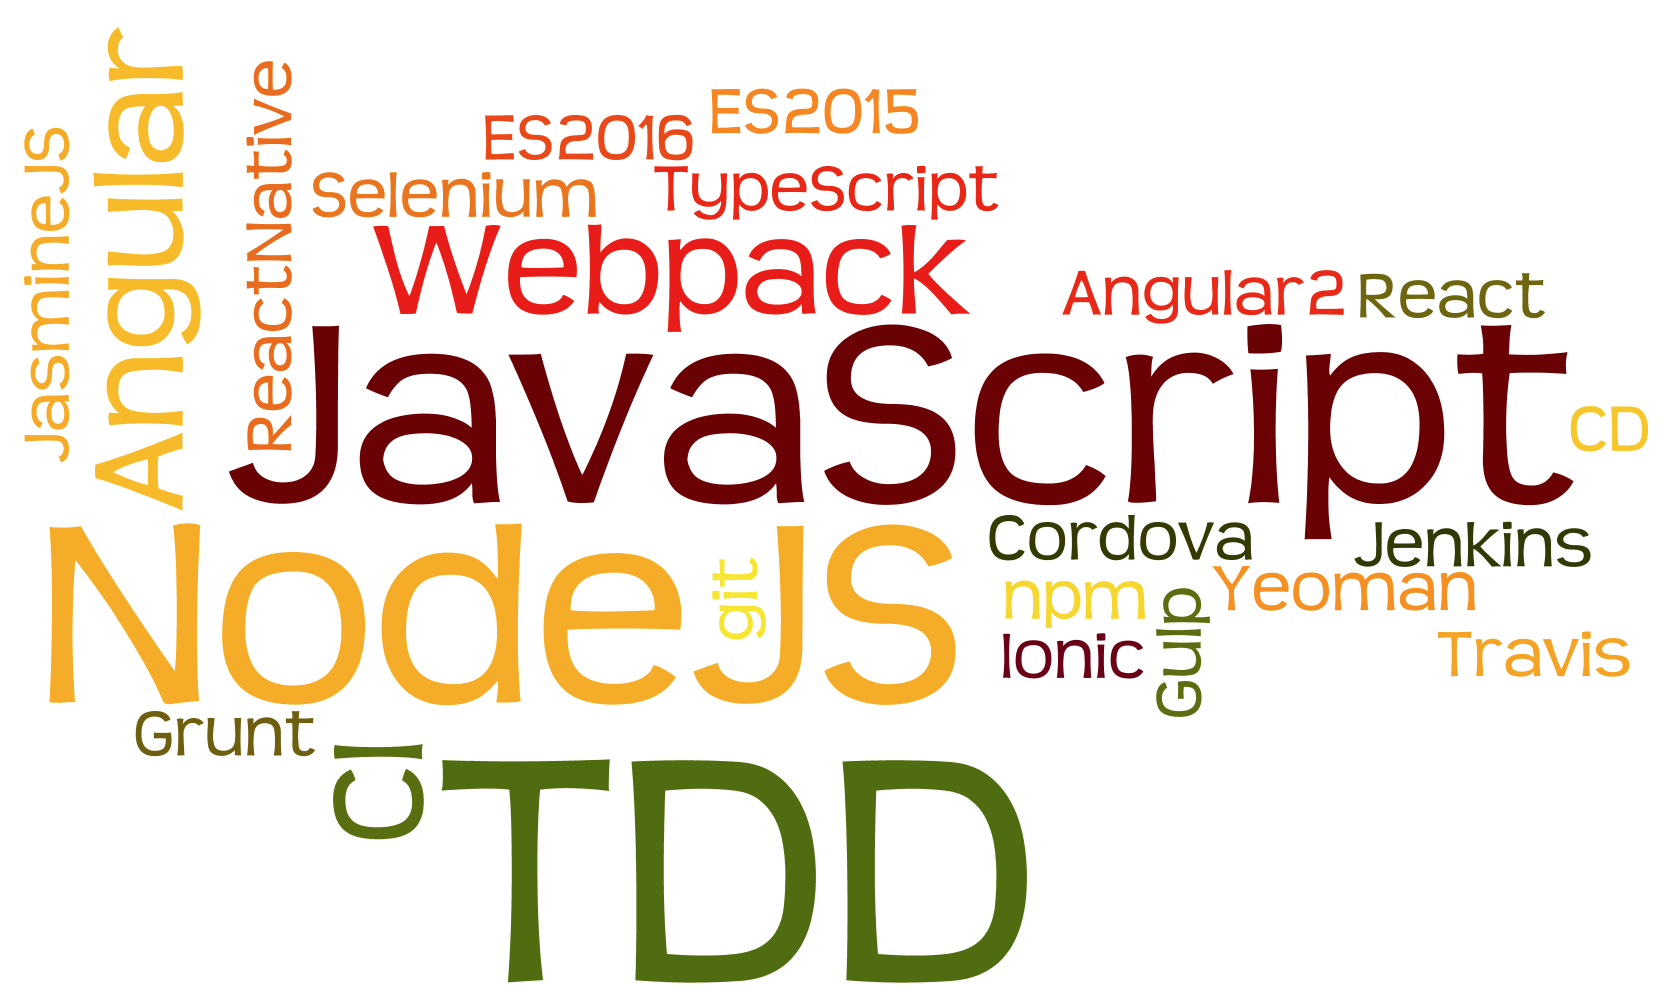 Angular
JasmineJS
ReactNative
ES2016
ES2015
Selenium
TypeScript
Webpack
Angular2
React
JavaScript
CD
NodeJS
git
Cordova
Jenkins
npm
Yeoman
Ionic
Gulp
Travis
Grunt
CI
TDD